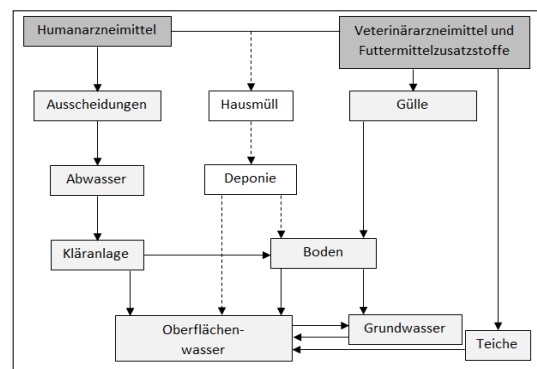 Humanarzneimittel
Veterinärarzneimittel und
Futtermittelzusatzstoffe
Ausscheidungen
Hausmüll
Gülle
Abwasser
Deponie
Kläranlage
Boden
Oberflächen-
wasser
Grundwasser
Teiche